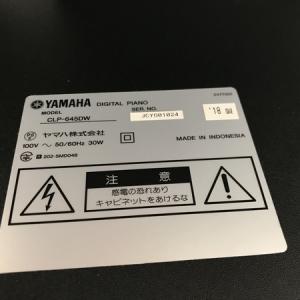 YAMAHA DIGITAL PIANO
MODEL
CLP-645DW
SER. NO.
JCYS01024
'18
ヤマハ株式会社
100V ～ 50/60Hz 30W
MADE IN INDONESIA
202-SMD048
注意
感電の恐れあり
キャビネットをあけるな